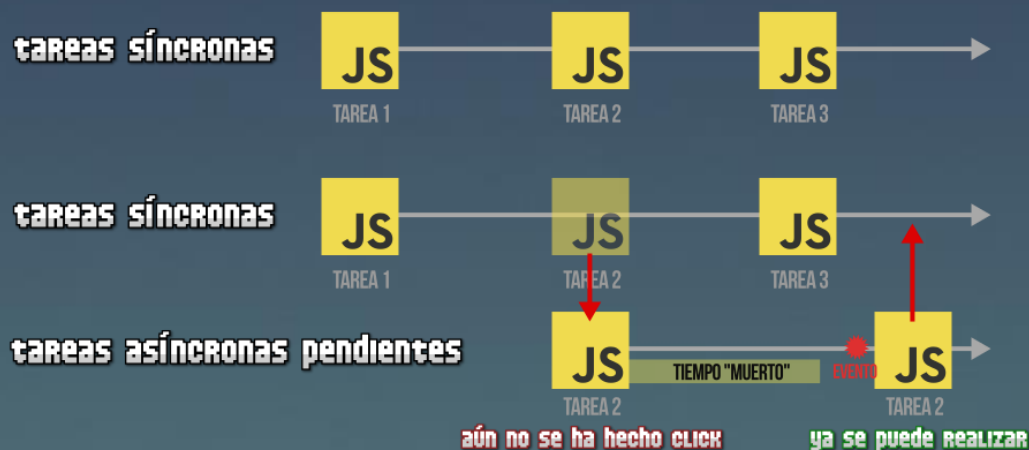 tareas síncronas
JS
JS
JS
TAREA 1
TAREA 2
TAREA 3
tareas síncronas
JS
JS
JS
TAREA 1
TAREA 2
TAREA 3
tareas asíncronas pendientes
JS
TIEMPO "MUERTO"
EVENTO
JS
TAREA 2
TAREA 2
aún no se ha hecho click
ya se puede realizar